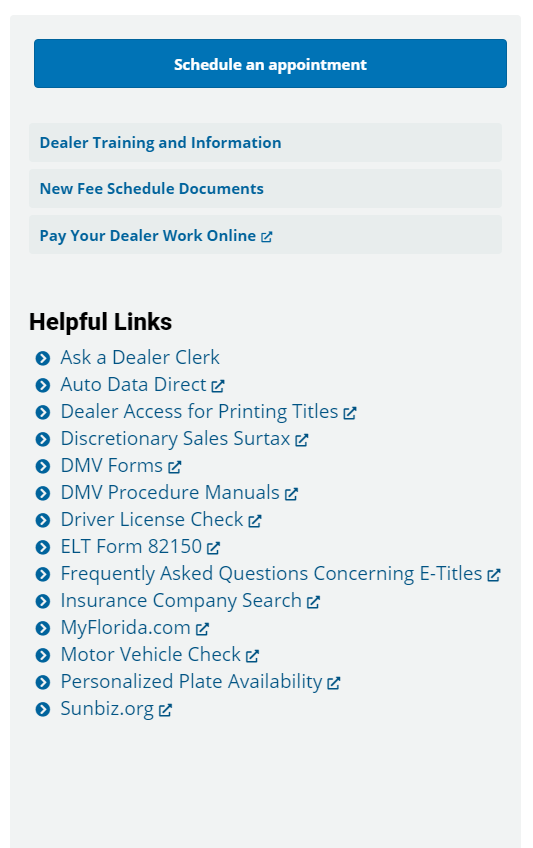 Schedule an appointment
Dealer Training and Information
New Fee Schedule Documents
Pay Your Dealer Work Online
Helpful Links
Ask a Dealer Clerk
Auto Data Direct
Dealer Access for Printing Titles
Discretionary Sales Surtax
DMV Forms
DMV Procedure Manuals
Driver License Check
ELT Form 82150
Frequently Asked Questions Concerning E-Titles
Insurance Company Search
MyFlorida.com
Motor Vehicle Check
Personalized Plate Availability
Sunbiz.org